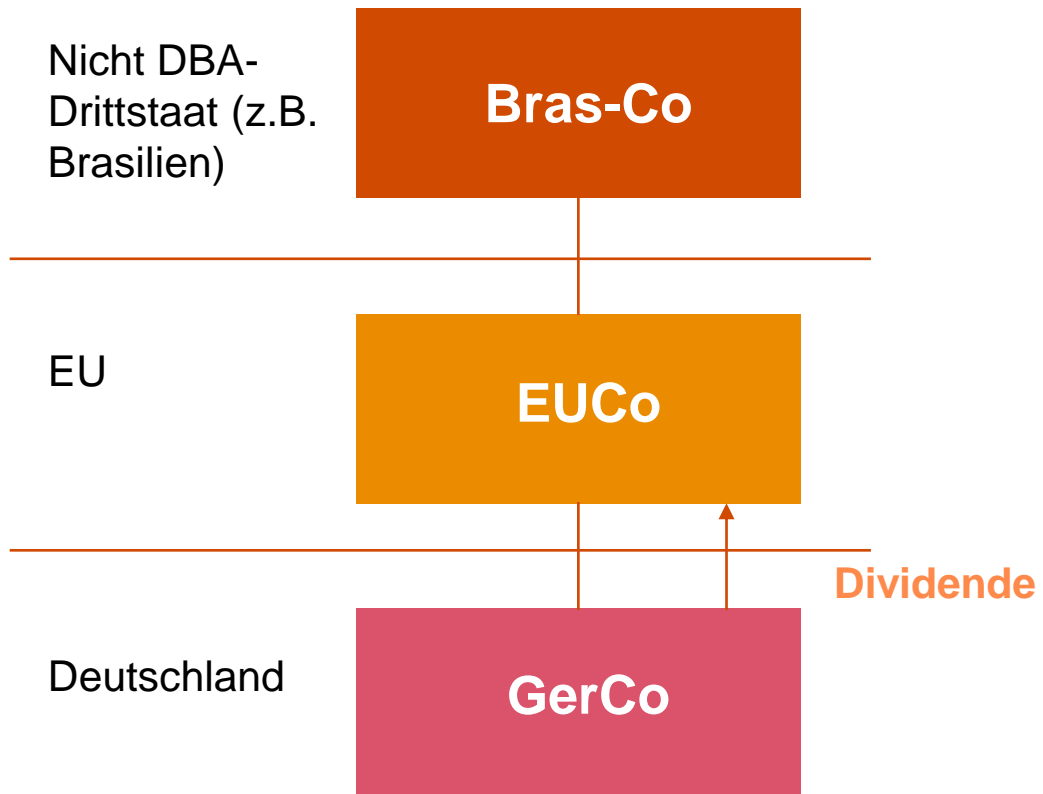 Nicht DBA-
Drittstaat (z.B.
Brasilien)
Bras-Co
EU
EUCo
Dividende
Deutschland
GerCo